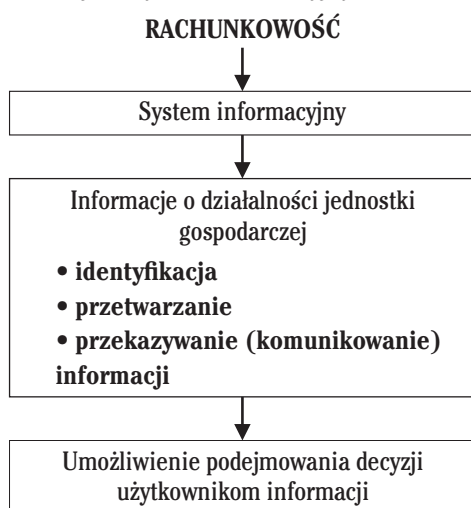 RACHUNKOWOŚĆ
System informacyjny
Informacje o działalności jednostki
gospodarczej
• identyfikacja
• przetwarzanie
• przekazywanie (komunikowanie)
informacji
Umożliwienie podejmowania decyzji
użytkownikom informacji